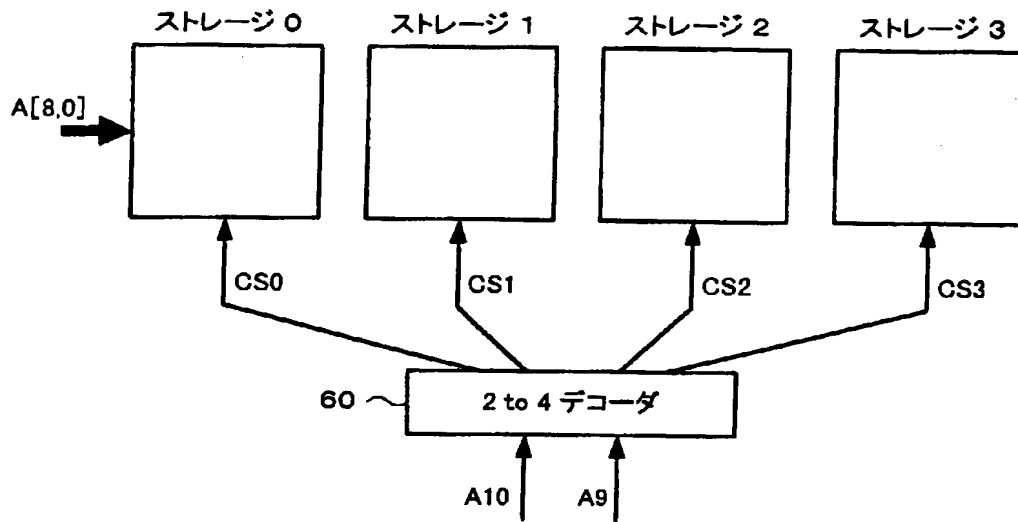 ストレージ 0
ストレージ 1
ストレージ 2
ストレージ 3
A[8,0]
CS0
CS1
CS2
CS3
60
2 to 4 デコーダ
A10
A9